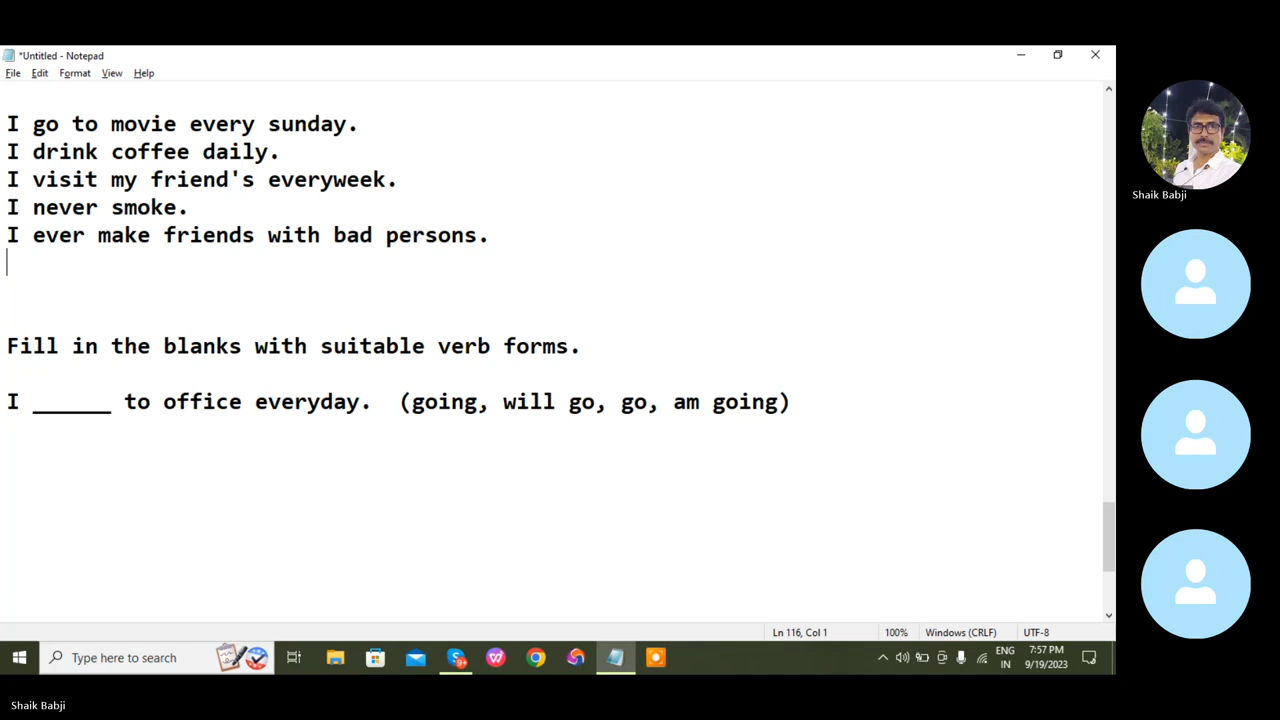 *Untitled - Notepad
File Edit Format View Help
I go to movie every sunday.
I drink coffee daily.
I visit my friend's everyweek.
I never smoke.
I ever make friends with bad persons.
Fill in the blanks with suitable verb forms.
I ______ to office everyday. (going, will go, go, am going)
Ln 116, Col 1 100% Windows (CRLF) UTF-8
Type here to search
ENG
IN
7:57 PM
9/19/2023
Shaik Babji
Shaik Babji